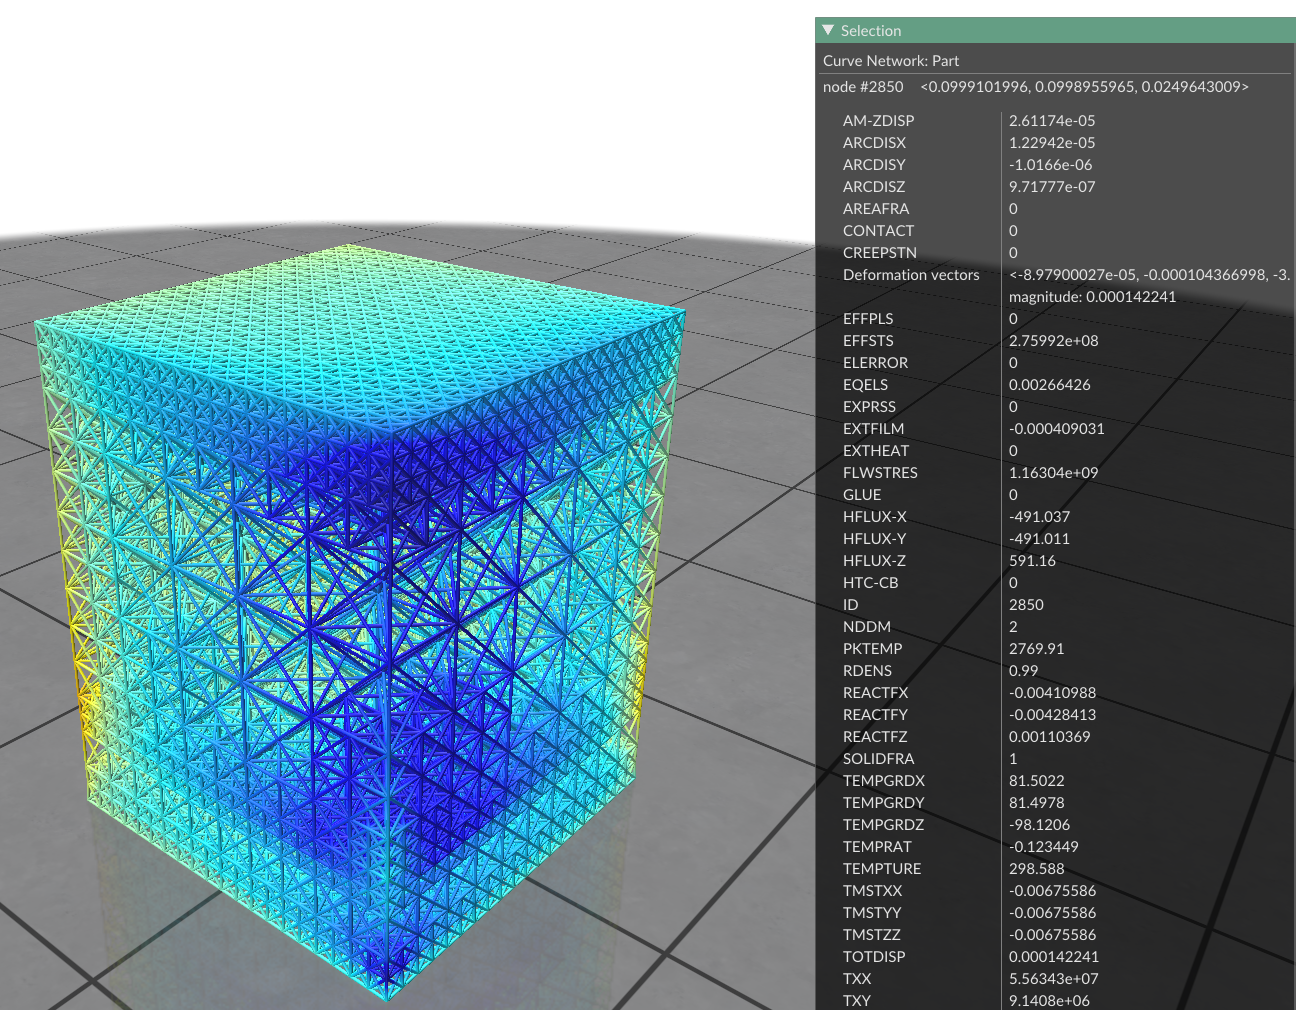 Selection
Curve Network: Part
node #2850 <0.0999101996, 0.0998955965, 0.0249643009>
AM-ZDISP 2.61174e-05
ARCDISX 1.22942e-05
ARCDISY -1.0166e-06
ARCDISZ 9.71777e-07
AREAFRA 0
CONTACT 0
CREEPSTN 0
Deformation vectors <-8.97900027e-05, -0.000104366998, -3.
magnitude: 0.000142241
EFFPLS 0
EFFSTS 2.75992e+08
ELERROR 0
EQELS 0.00266426
EXPRSS 0
EXTFILM -0.000409031
EXTHEAT 0
FLWSTRES 1.16304e+09
GLUE 0
HFLUX-X -491.037
HFLUX-Y -491.011
HFLUX-Z 591.16
HTC-CB 0
ID 2850
NDDM 2
PKTEMP 2769.91
RDENS 0.99
REACTFX -0.00410988
REACTFY -0.00428413
REACTFZ 0.00110369
SOLIDFRA 1
TEMPGRDX 81.5022
TEMPGRDY 81.4978
TEMPGRDZ -98.1206
TEMPRAT -0.123449
TEMPTURE 298.588
TMSTXX -0.00675586
TMSTYY -0.00675586
TMSTZZ -0.00675586
TOTDISP 0.000142241
TXX 5.56343e+07
TXY 9.1408e+06